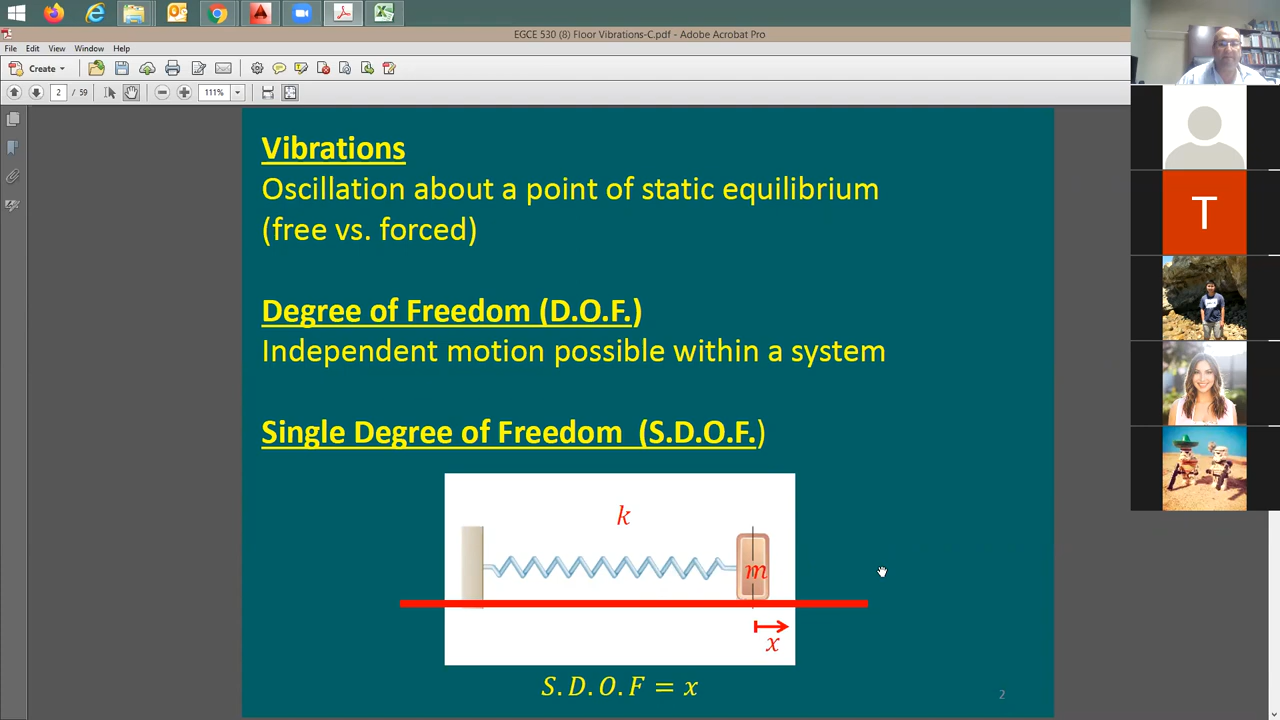 EGCE 530 (8) Floor Vibrations-C.pdf - Adobe Acrobat Pro
File Edit View Window Help
Create
2 / 59 111%
Vibrations
Oscillation about a point of static equilibrium
(free vs. forced)
Degree of Freedom (D.O.F.)
Independent motion possible within a system
Single Degree of Freedom (S.D.O.F.)
k
m
x
S.D.O.F = x
2
T